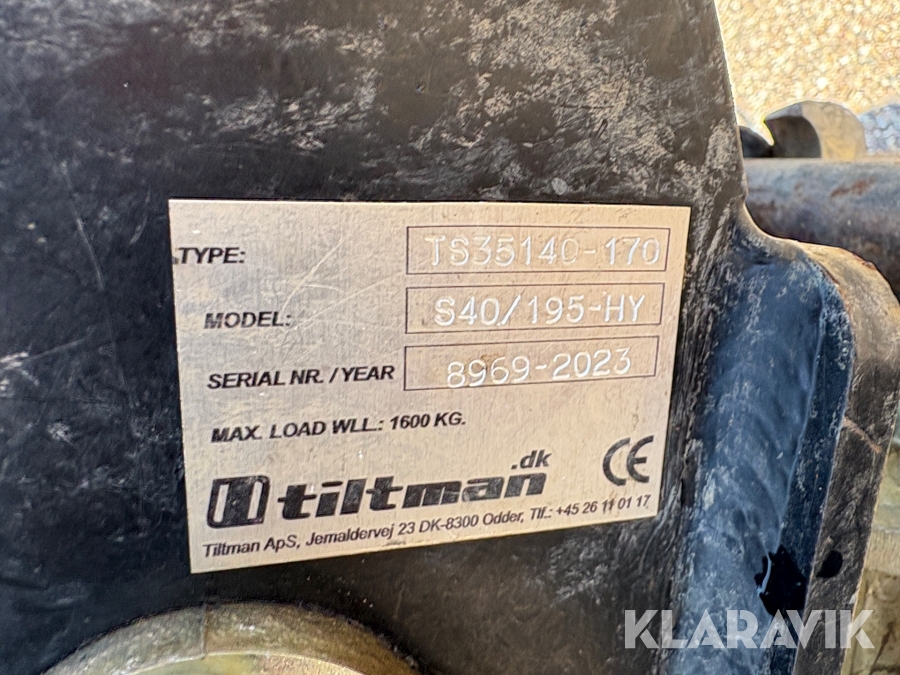 TYPE: TS35140-170
MODEL: S40/195-HY
SERIAL NR. / YEAR 8969-2023
MAX. LOAD WLL.: 1600 KG.
tiltman.dk
CE
Tiltman ApS, Jernaldervej 23 DK-8300 Odder, Tlf.: +45 26 11 01 17
KLARAVIK